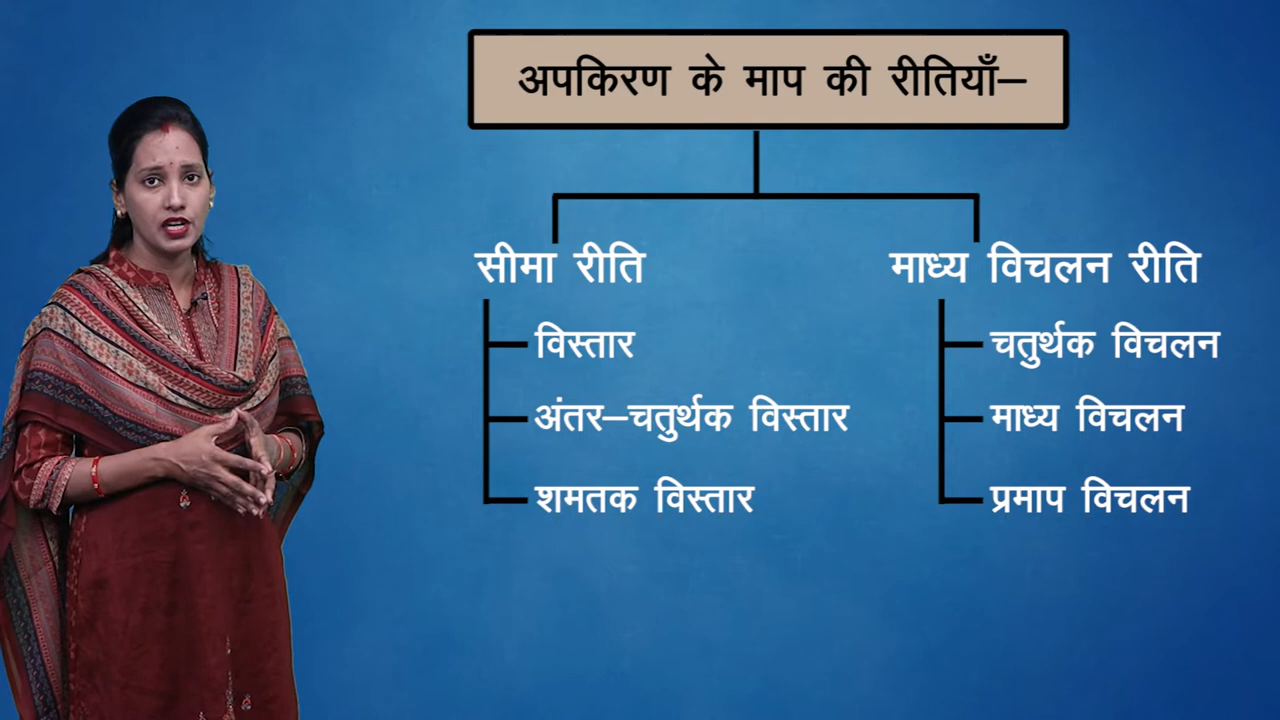 अपकिरण के माप की रीतियाँ–
सीमा रीति
विस्तार
अंतर–चतुर्थक विस्तार
शमतक विस्तार
माध्य विचलन रीति
चतुर्थक विचलन
माध्य विचलन
प्रमाप विचलन